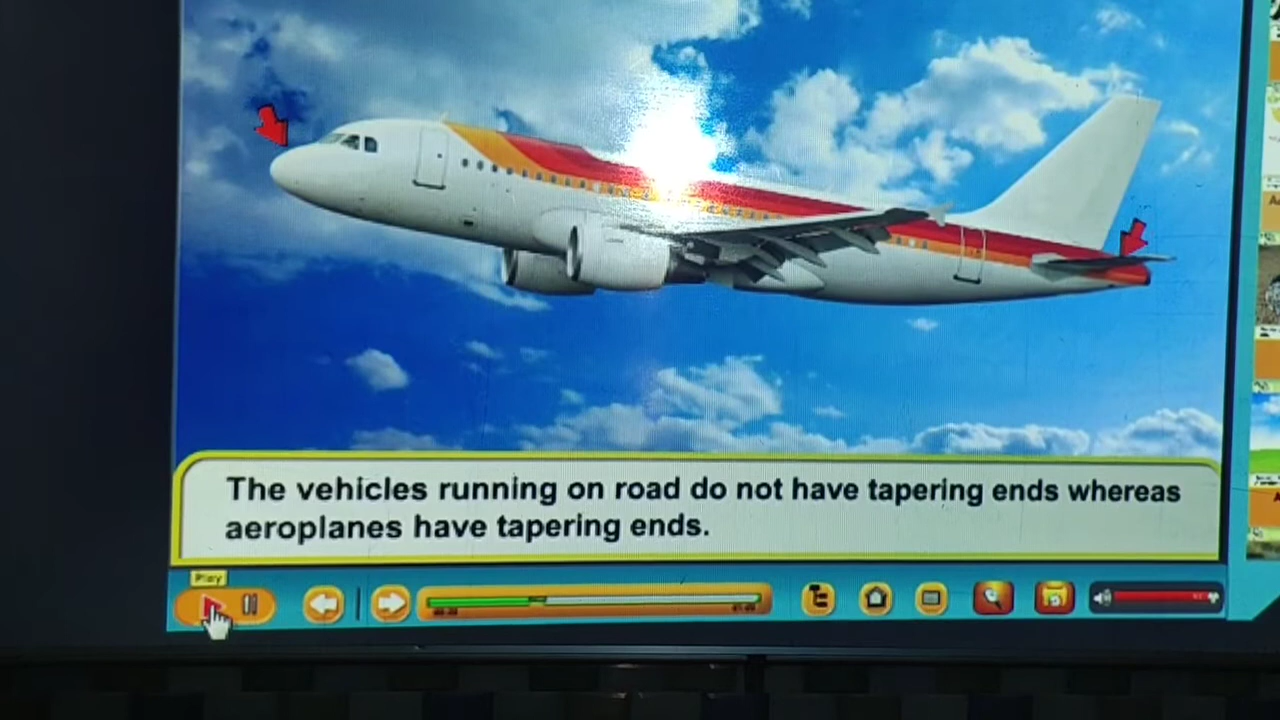 The vehicles running on road do not have tapering ends whereas
aeroplanes have tapering ends.
Play